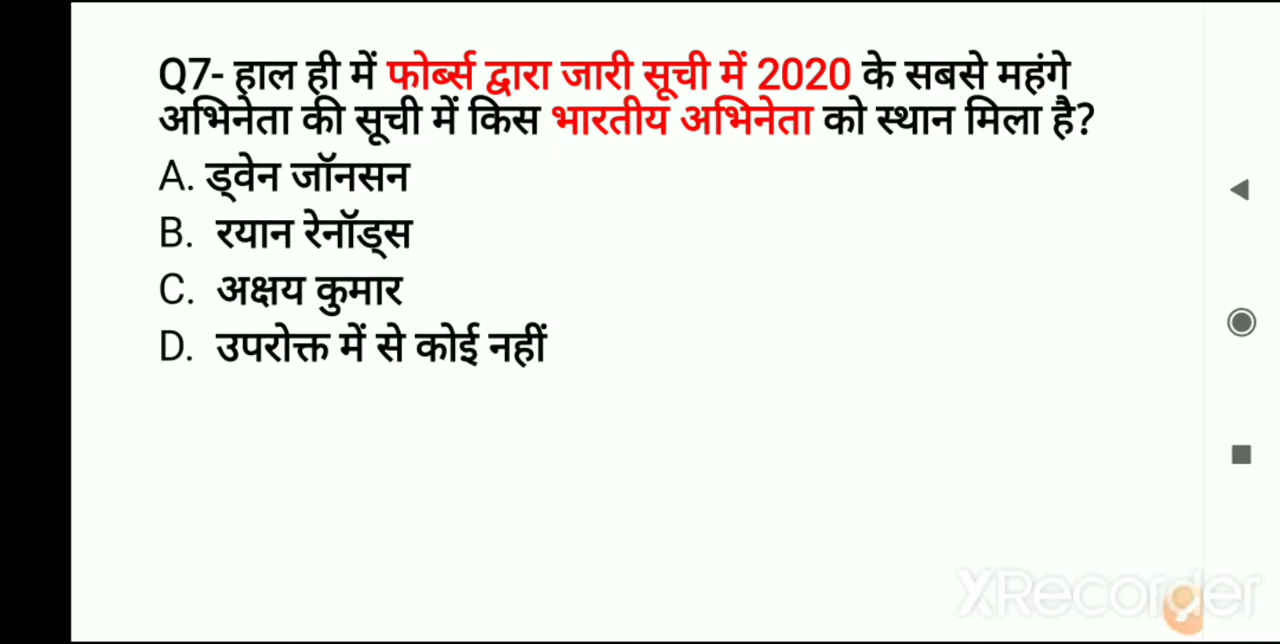 Q7- हाल ही में फोर्ब्स द्वारा जारी सूची में 2020 के सबसे महंगे
अभिनेता की सूची में किस भारतीय अभिनेता को स्थान मिला है?
A. ड्वेन जॉनसन
B. रयान रेनॉड्स
C. अक्षय कुमार
D. उपरोक्त में से कोई नहीं
XRecorder